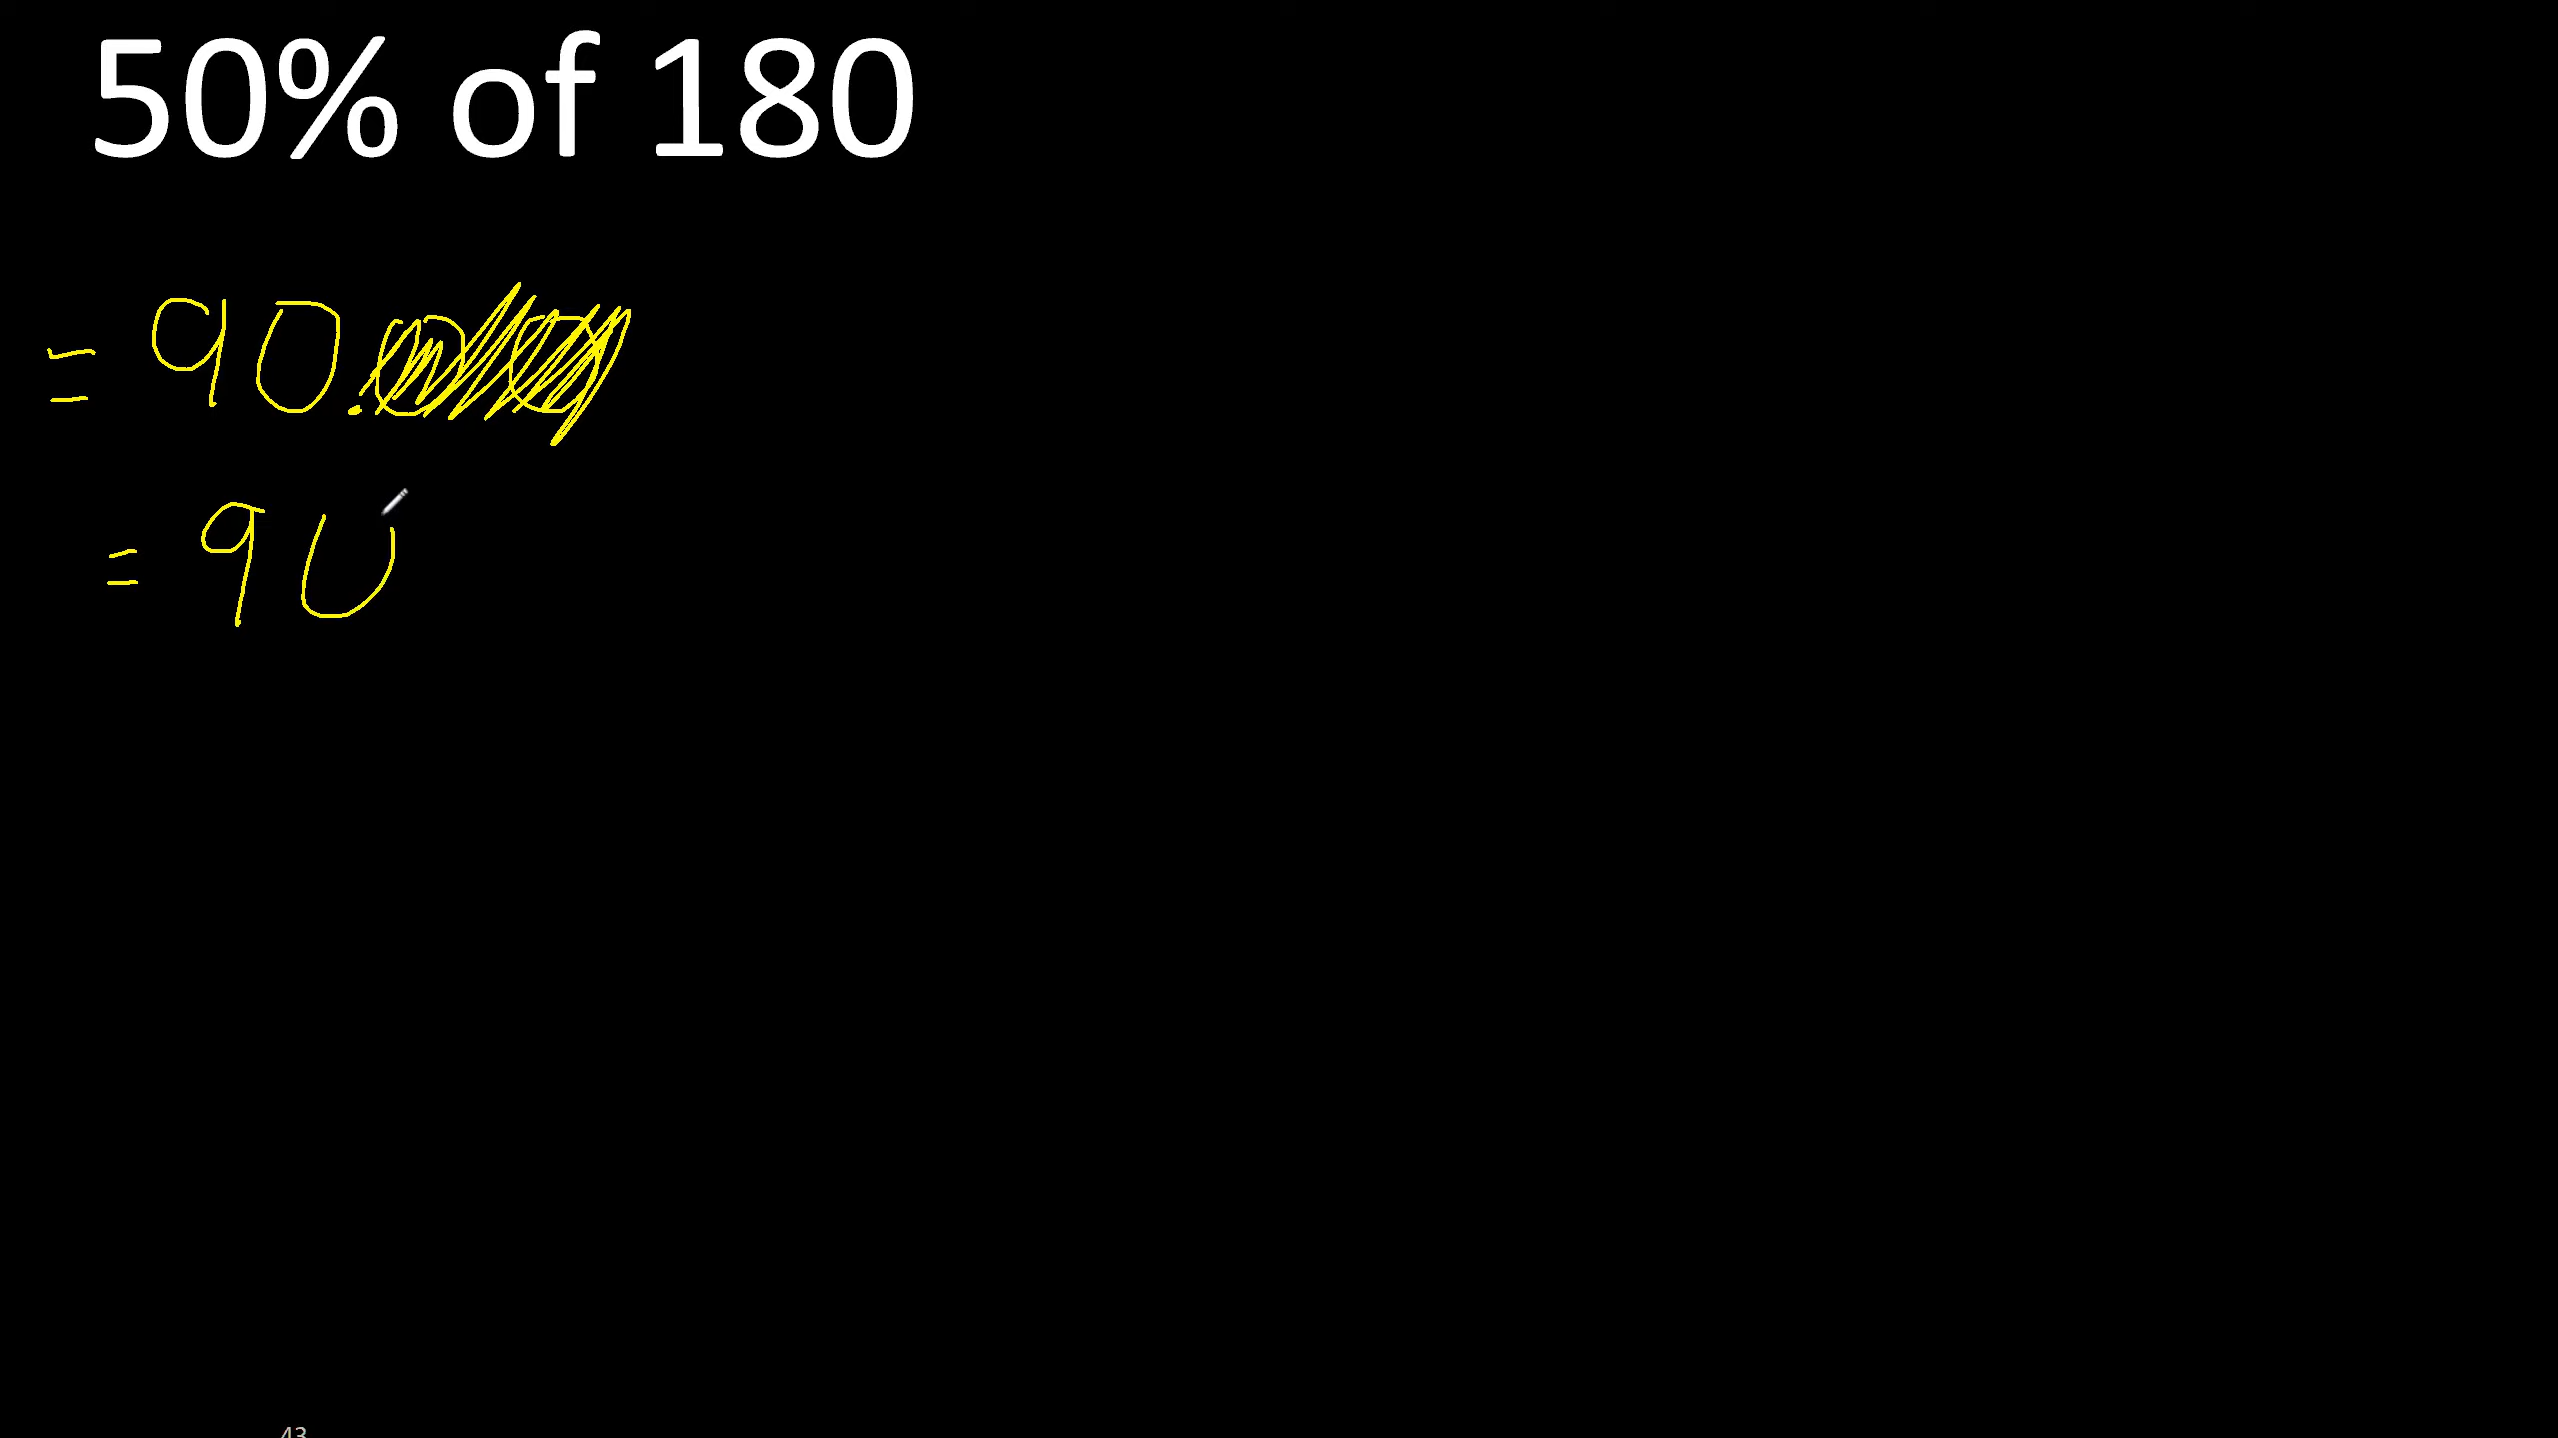 50% of 180
= 90.
= 90
43